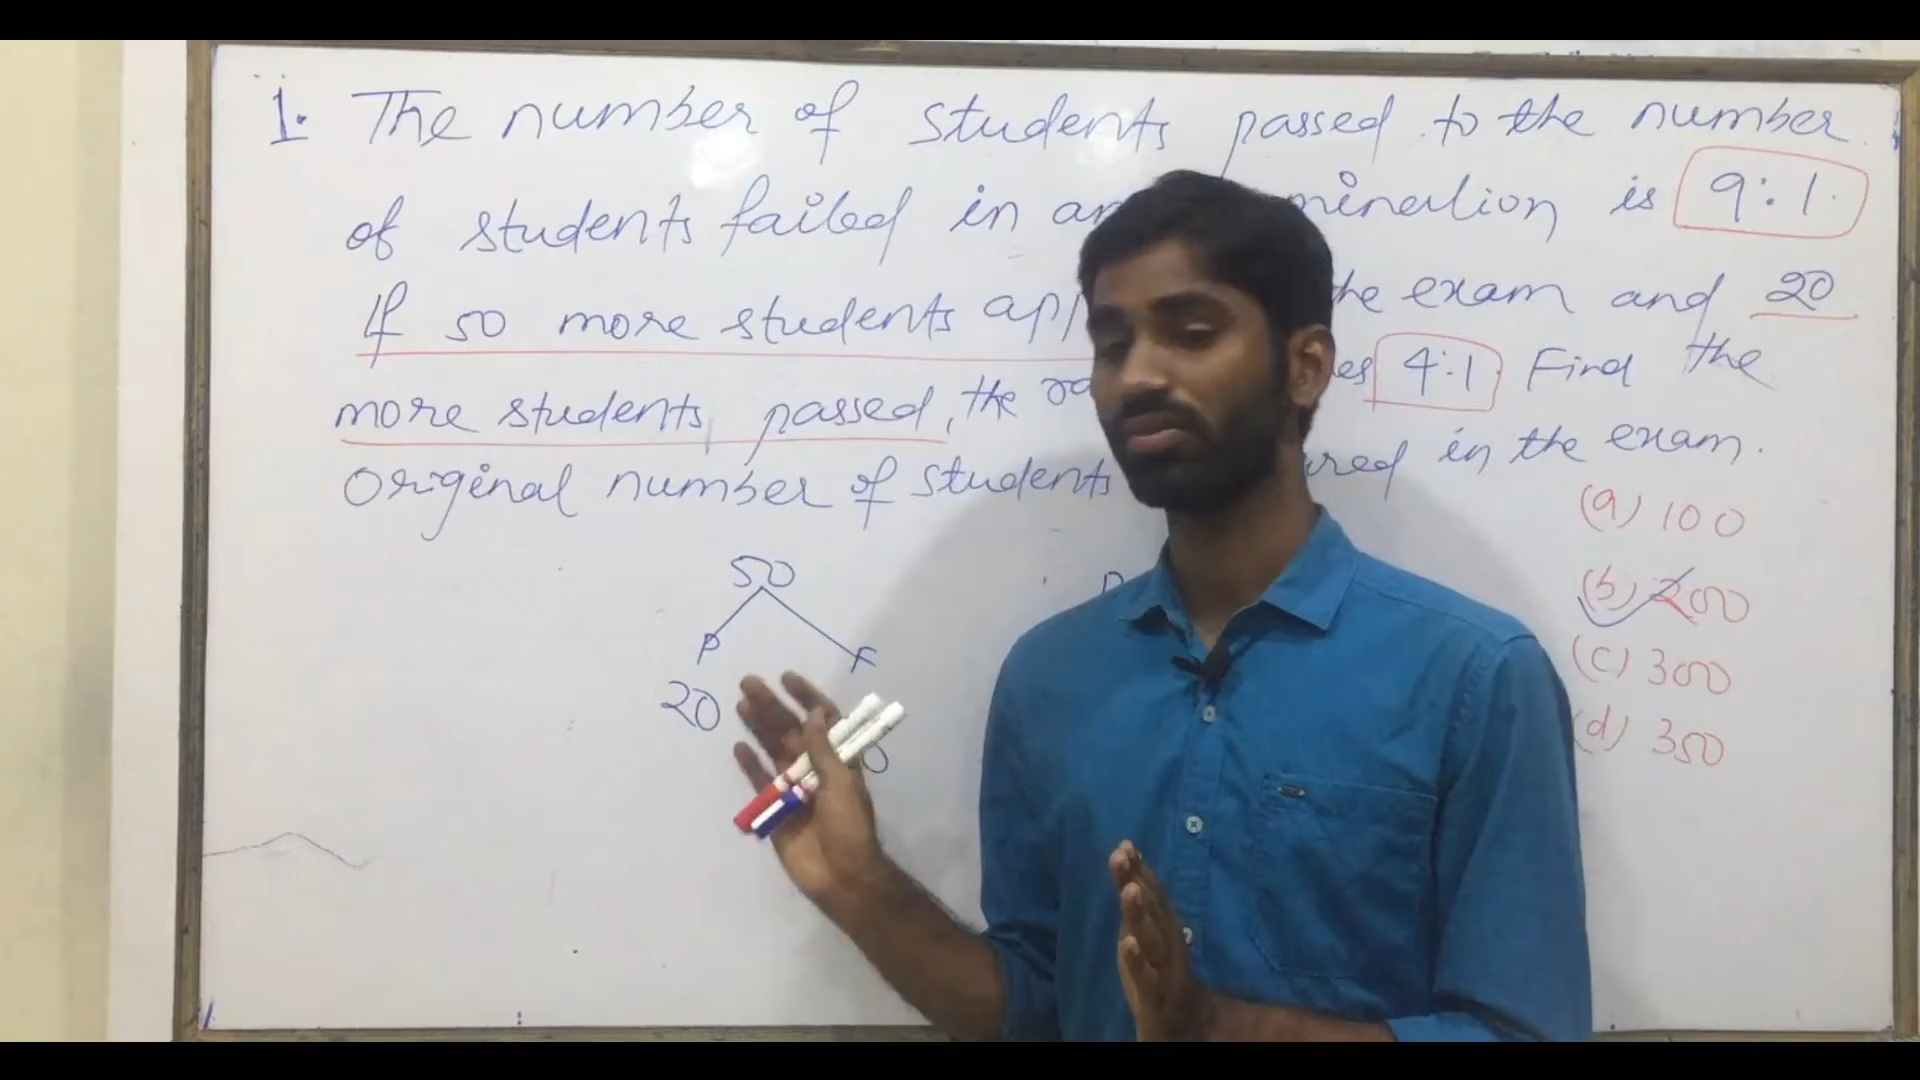 1. The number of students passed to the number
of students failed in is 9:1.
If 50 more students the exam and 20
more students passed, the 4:1 Find the
Original number of students in the exam.
(a) 100
50
(b) 200
P F
(c) 300
20
(d) 350